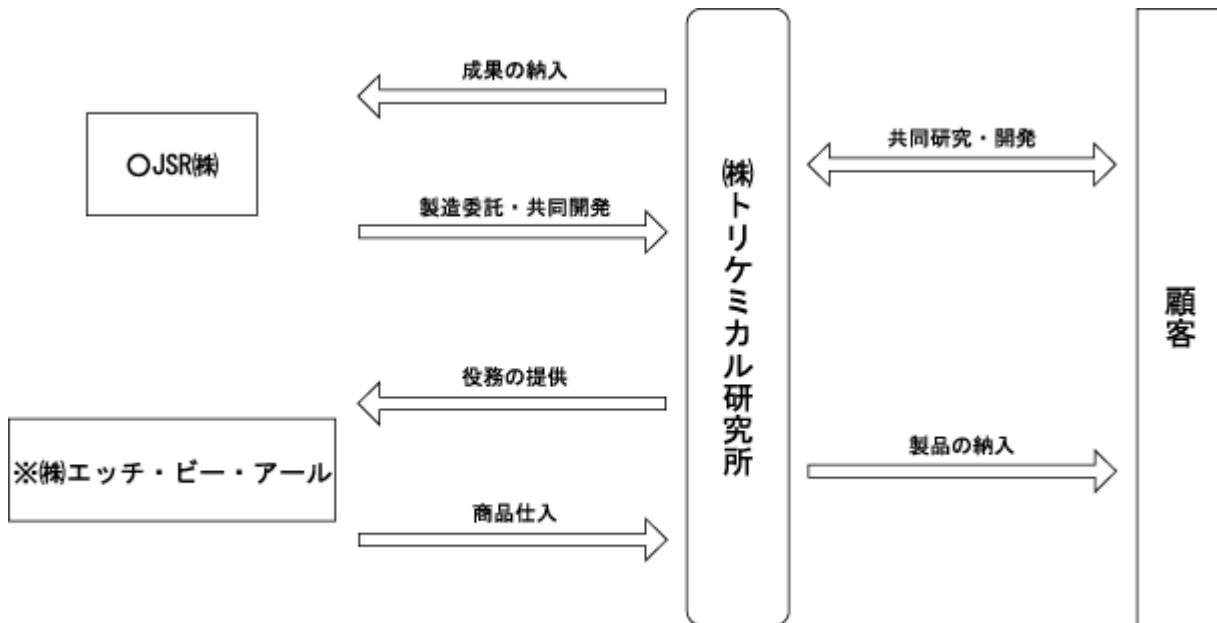 成果の納入
○JSR㈱
製造委託・共同開発
役務の提供
※㈱エッチ・ビー・アール
商品仕入
㈱トリケミカル研究所
共同研究・開発
製品の納入
顧客